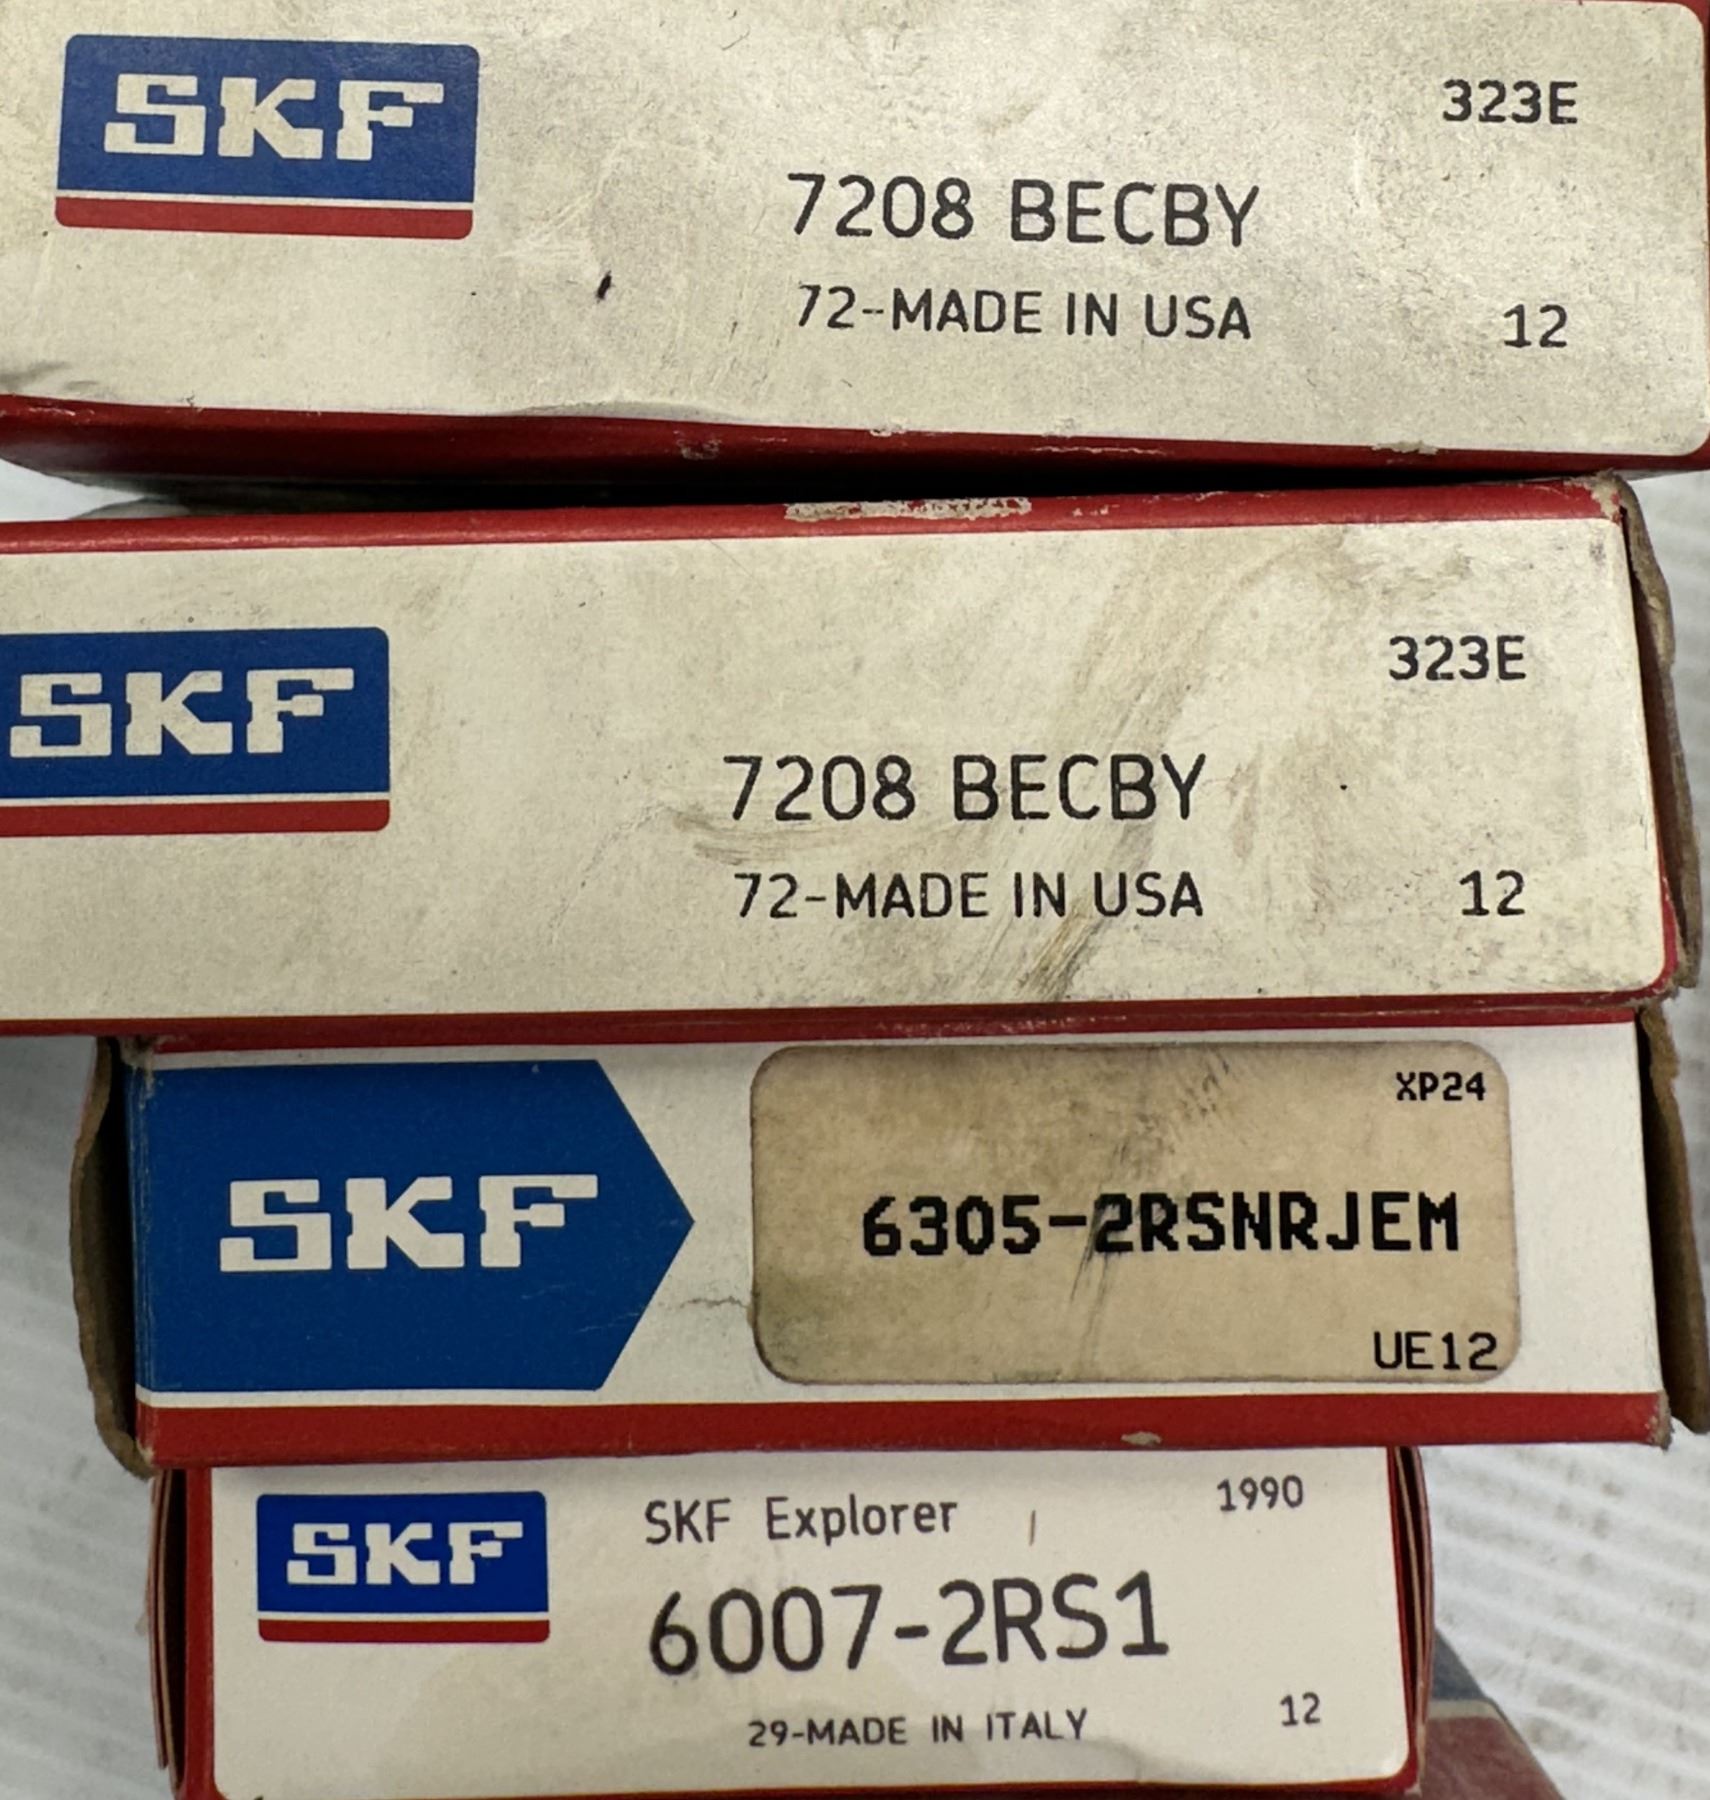 SKF
323E
7208 BECBY
72-MADE IN USA
12
SKF
323E
7208 BECBY
72-MADE IN USA
12
SKF
XP24
6305-2RSNRJEM
UE12
SKF
SKF Explorer
1990
6007-2RS1
29-MADE IN ITALY
12